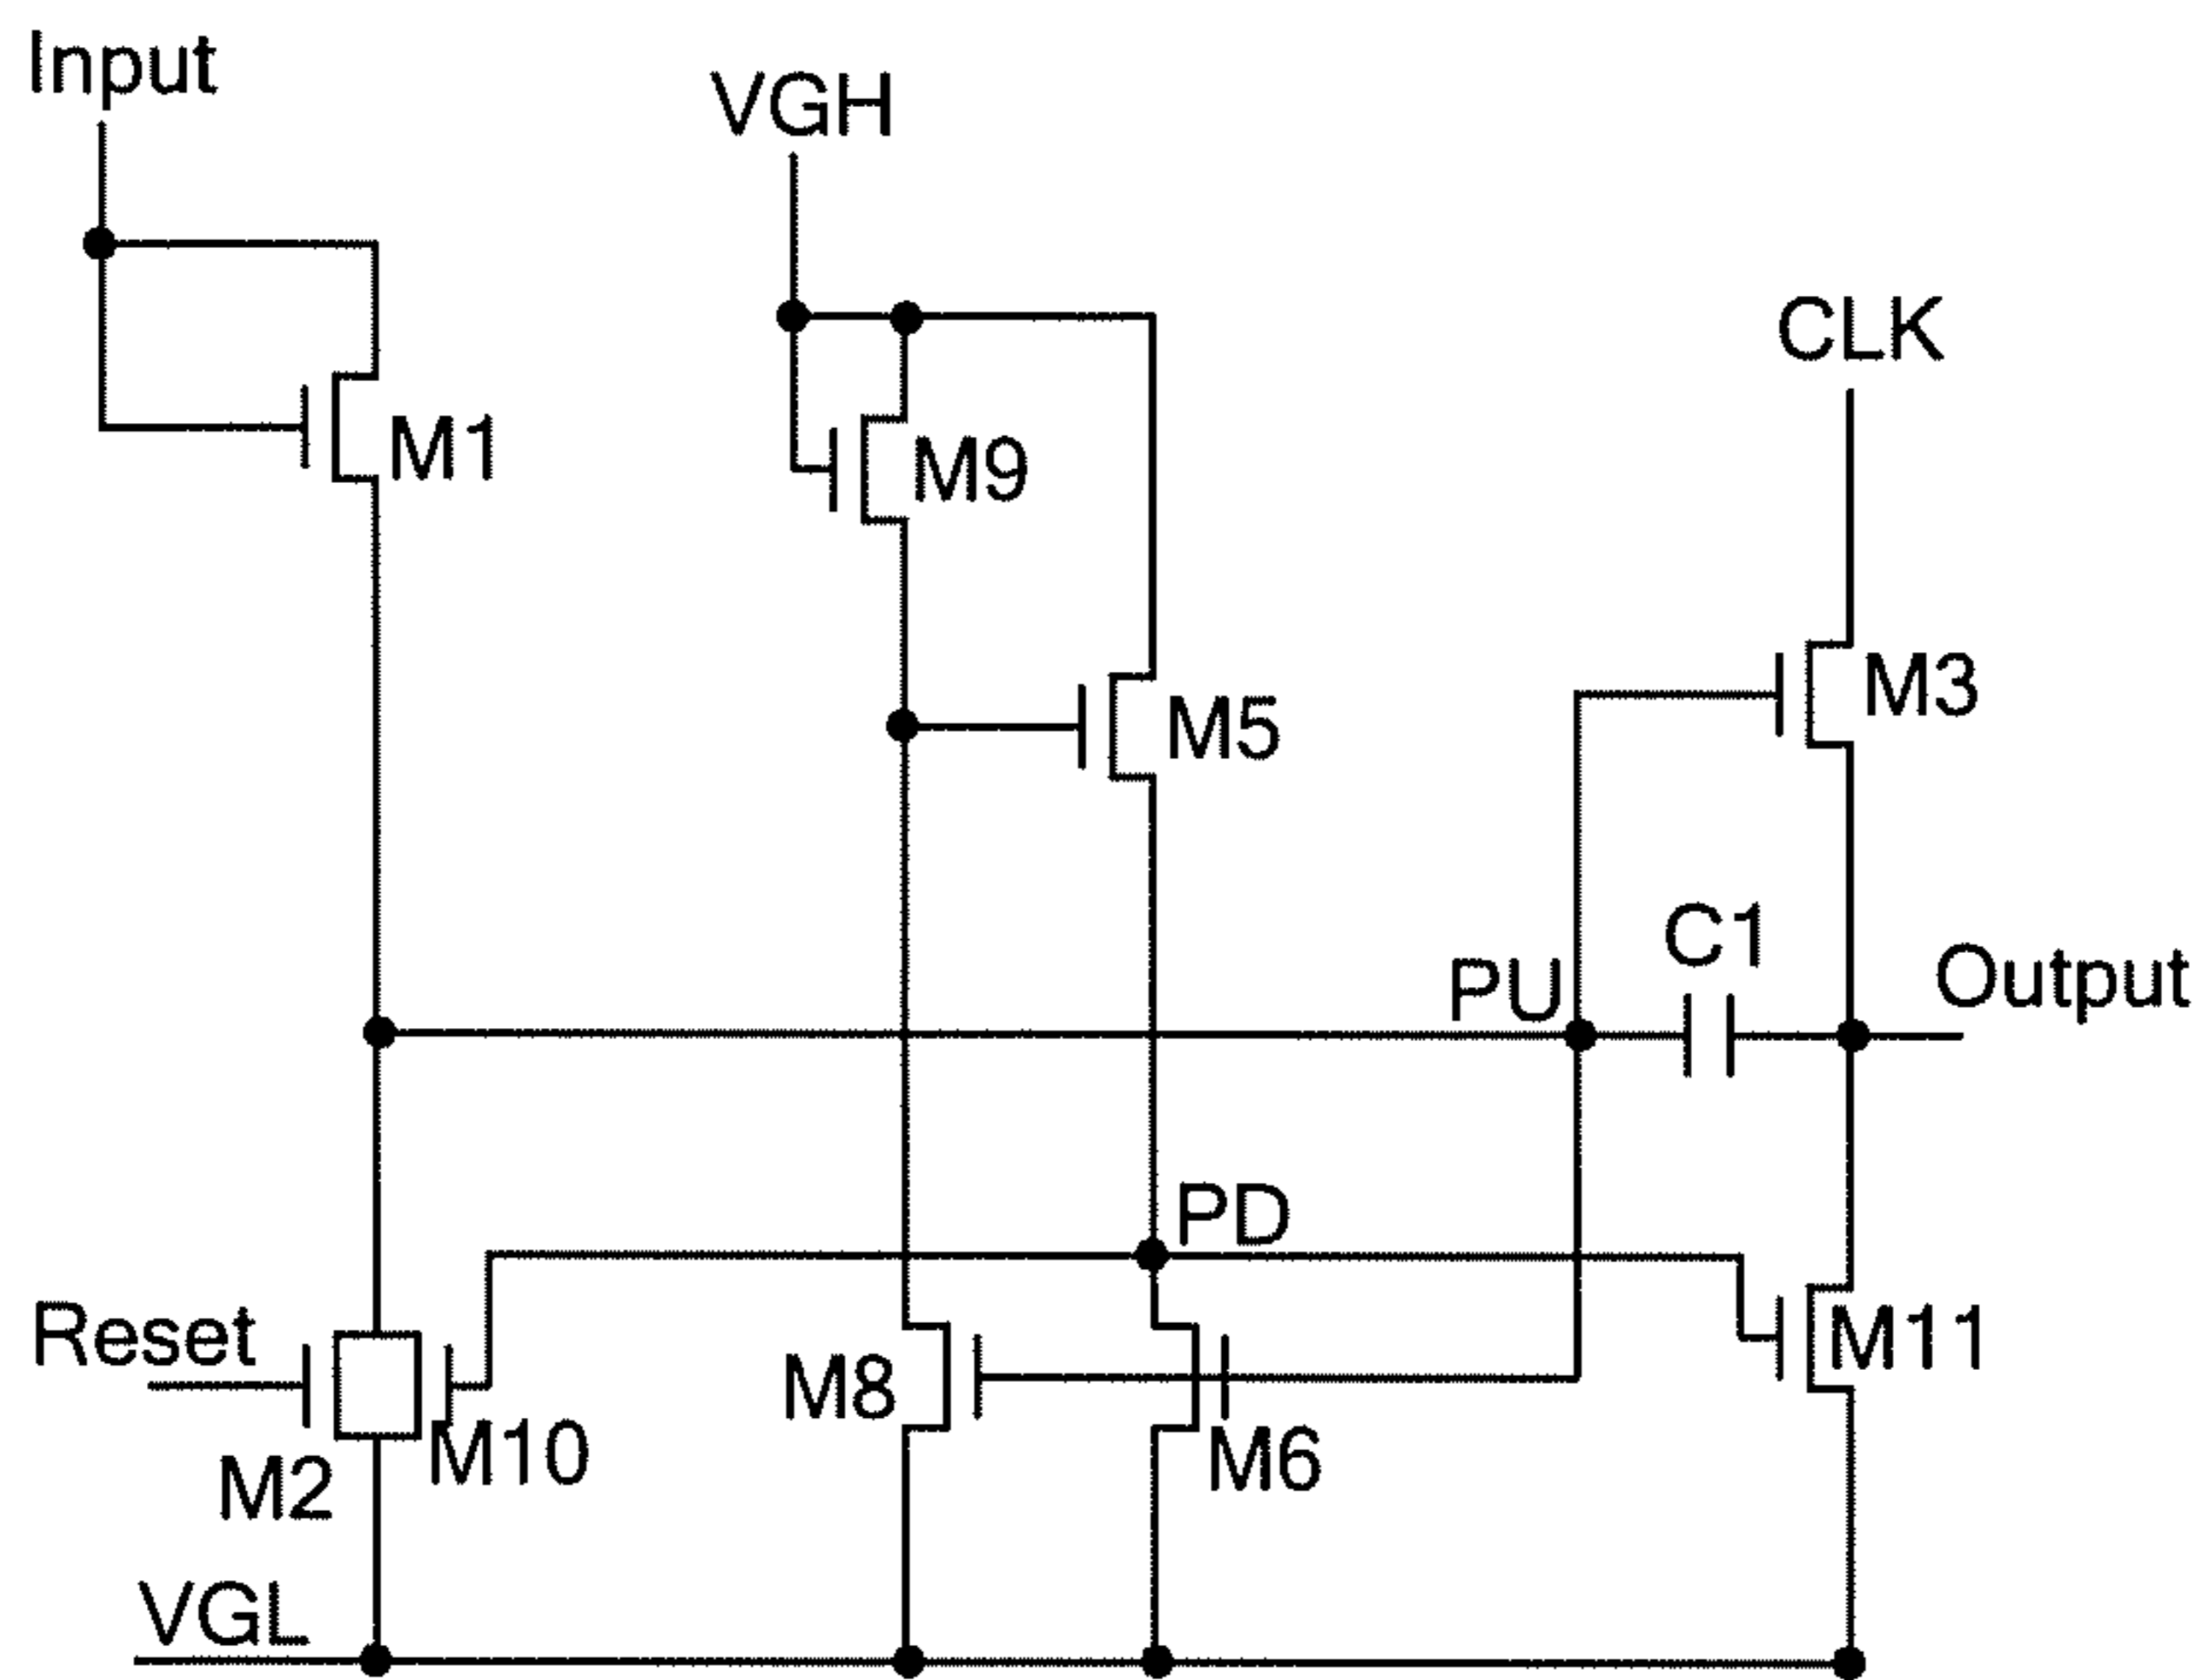 Input
VGH
CLK
M1
M9
M3
M5
C1
PU
Output
PD
Reset
M11
M8
M10
M6
M2
VGL